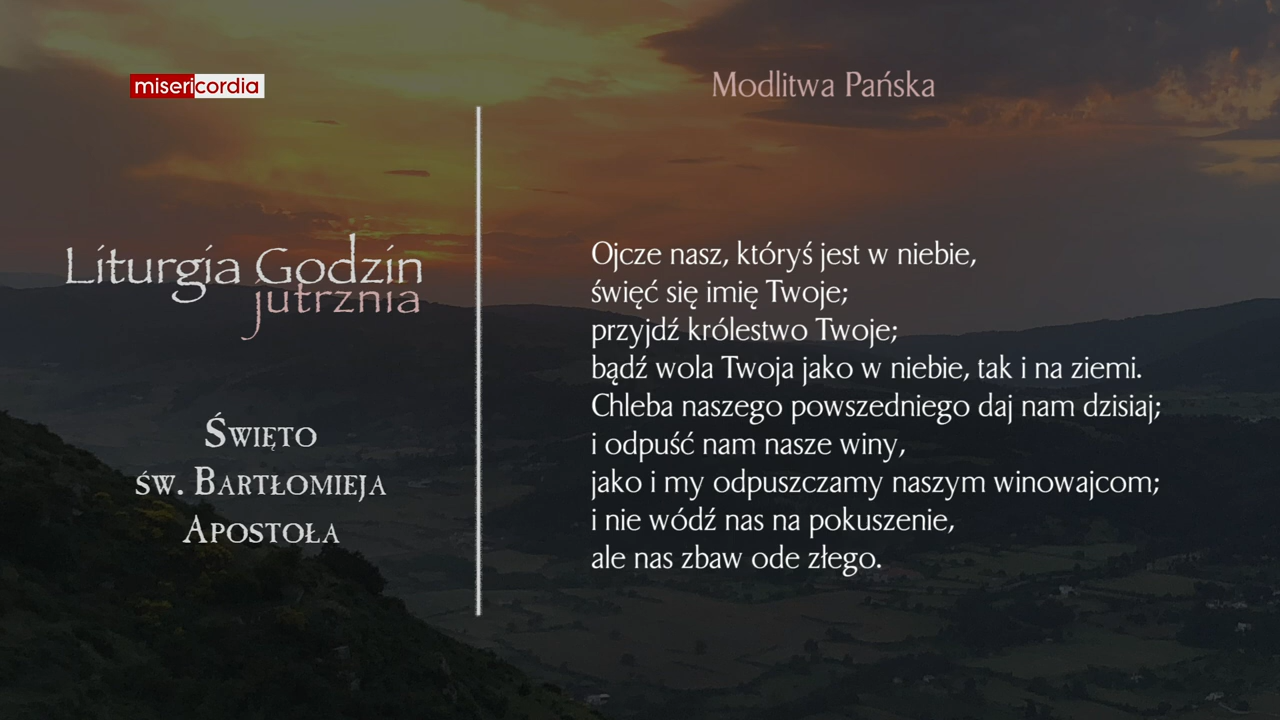 misericordia
Liturgia Godzin
jutrznia
Święto
św. Bartłomieja
Apostoła
Modlitwa Pańska
Ojcze nasz, któryś jest w niebie,
święć się imię Twoje;
przyjdź królestwo Twoje;
bądź wola Twoja jako w niebie, tak i na ziemi.
Chleba naszego powszedniego daj nam dzisiaj;
i odpuść nam nasze winy,
jako i my odpuszczamy naszym winowajcom;
i nie wódź nas na pokuszenie,
ale nas zbaw ode złego.